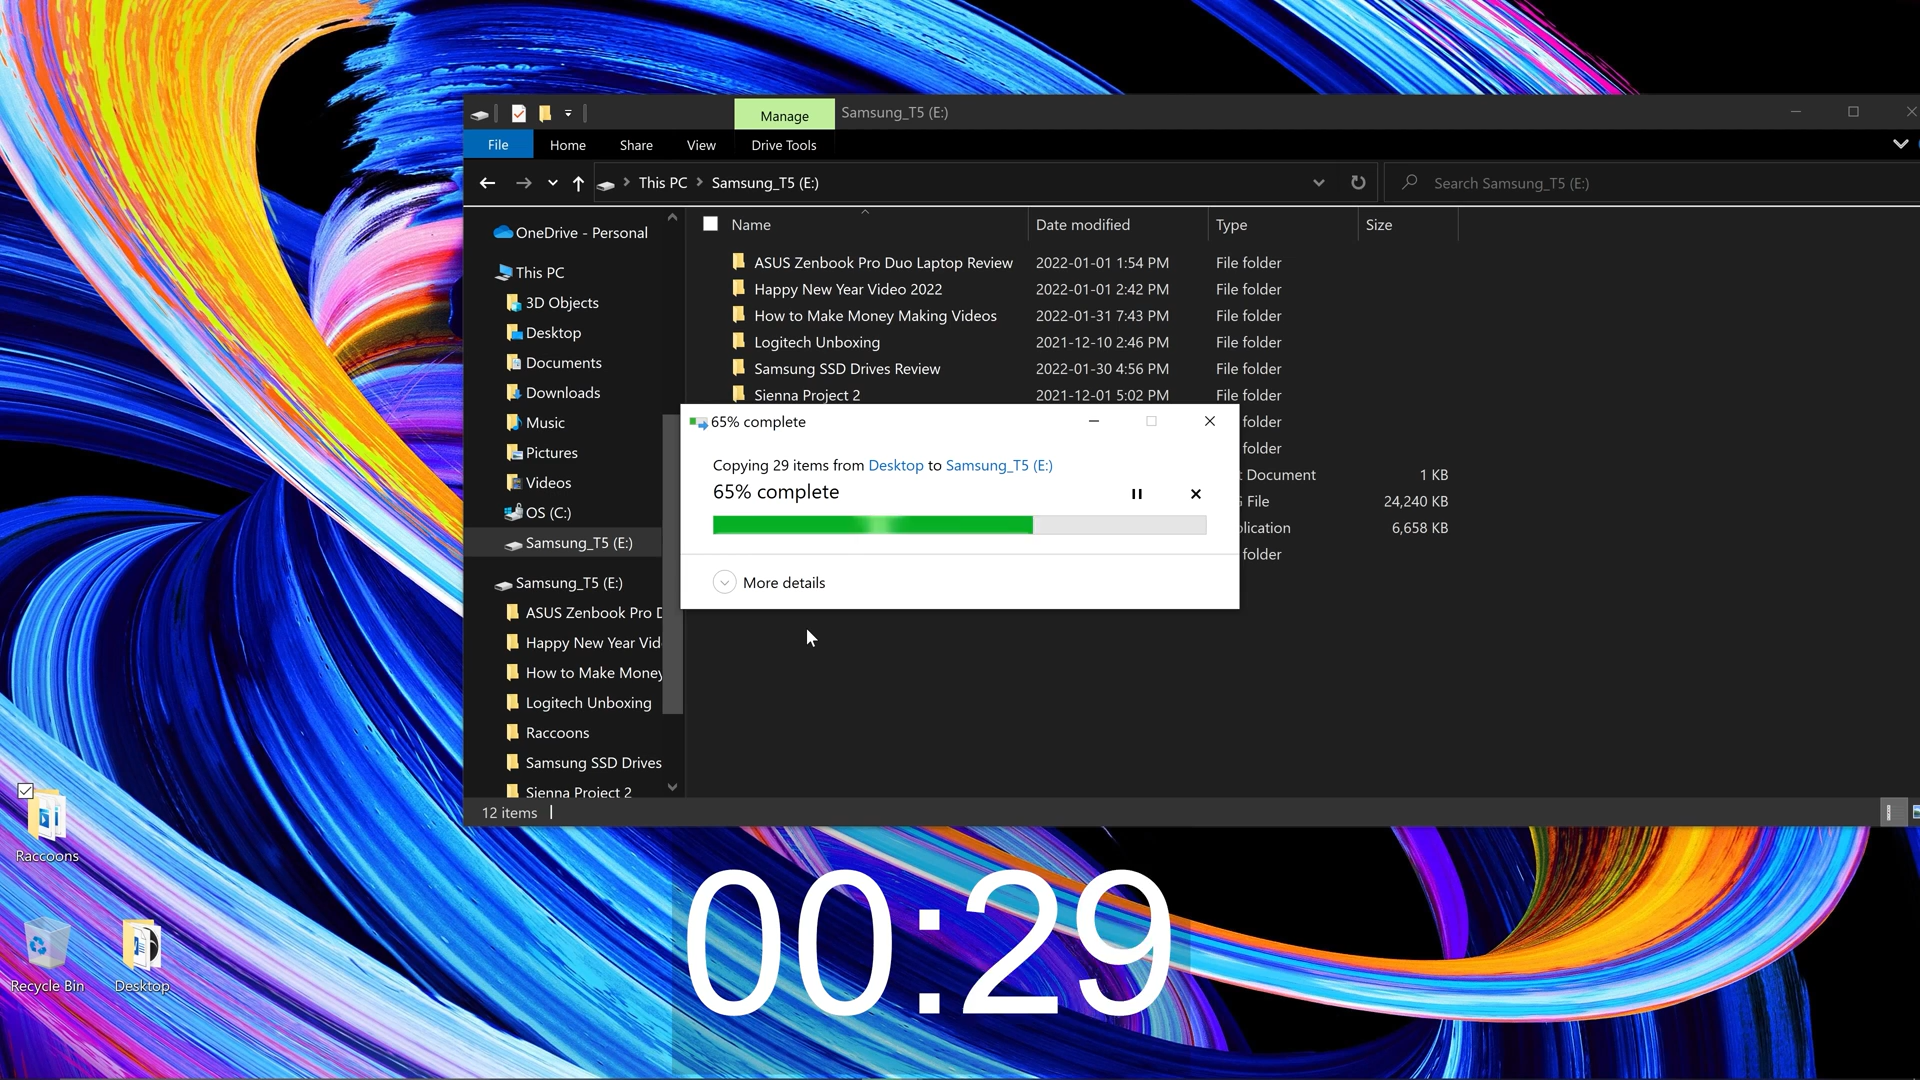 Manage
Samsung_T5 (E:)
File
Home
Share
View
Drive Tools
This PC
Samsung_T5 (E:)
Search Samsung_T5 (E:)
OneDrive - Personal
This PC
3D Objects
Desktop
Documents
Downloads
Music
Pictures
Videos
OS (C:)
Samsung_T5 (E:)
Samsung_T5 (E:)
ASUS Zenbook Pro D
Happy New Year Vid
How to Make Money
Logitech Unboxing
Raccoons
Samsung SSD Drives
Sienna Project 2
Name Date modified Type Size
ASUS Zenbook Pro Duo Laptop Review 2022-01-01 1:54 PM File folder
Happy New Year Video 2022 2022-01-01 2:42 PM File folder
How to Make Money Making Videos 2022-01-31 7:43 PM File folder
Logitech Unboxing 2021-12-10 2:46 PM File folder
Samsung SSD Drives Review 2022-01-30 4:56 PM File folder
Sienna Project 2 2021-12-01 5:02 PM File folder
folder
folder
Document 1 KB
File 24,240 KB
plication 6,658 KB
folder
65% complete
Copying 29 items from Desktop to Samsung_T5 (E:)
65% complete
More details
12 items
Raccoons
Recycle Bin
Desktop
00:29